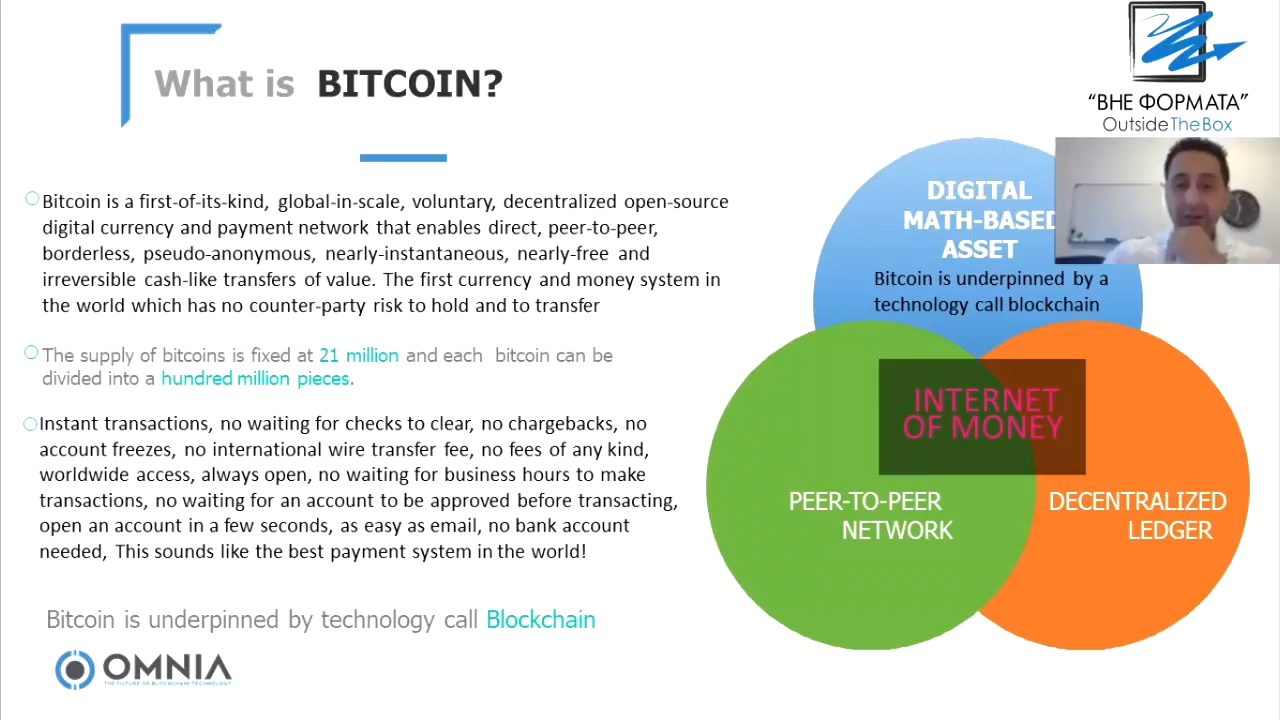 What is BITCOIN?
"ВНЕ ФОРМАТА"
OutsideTheBox
Bitcoin is a first-of-its-kind, global-in-scale, voluntary, decentralized open-source
digital currency and payment network that enables direct, peer-to-peer,
borderless, pseudo-anonymous, nearly-instantaneous, nearly-free and
irreversible cash-like transfers of value. The first currency and money system in
the world which has no counter-party risk to hold and to transfer
The supply of bitcoins is fixed at 21 million and each bitcoin can be
divided into a hundred million pieces.
Instant transactions, no waiting for checks to clear, no chargebacks, no
account freezes, no international wire transfer fee, no fees of any kind,
worldwide access, always open, no waiting for business hours to make
transactions, no waiting for an account to be approved before transacting,
open an account in a few seconds, as easy as email, no bank account
needed, This sounds like the best payment system in the world!
Bitcoin is underpinned by technology call Blockchain
OMNIA
THE FUTURE OF BLOCKCHAIN TECHNOLOGY
DIGITAL
MATH-BASED
ASSET
Bitcoin is underpinned by a
technology call blockchain
INTERNET
OF MONEY
PEER-TO-PEER
NETWORK
DECENTRALIZED
LEDGER